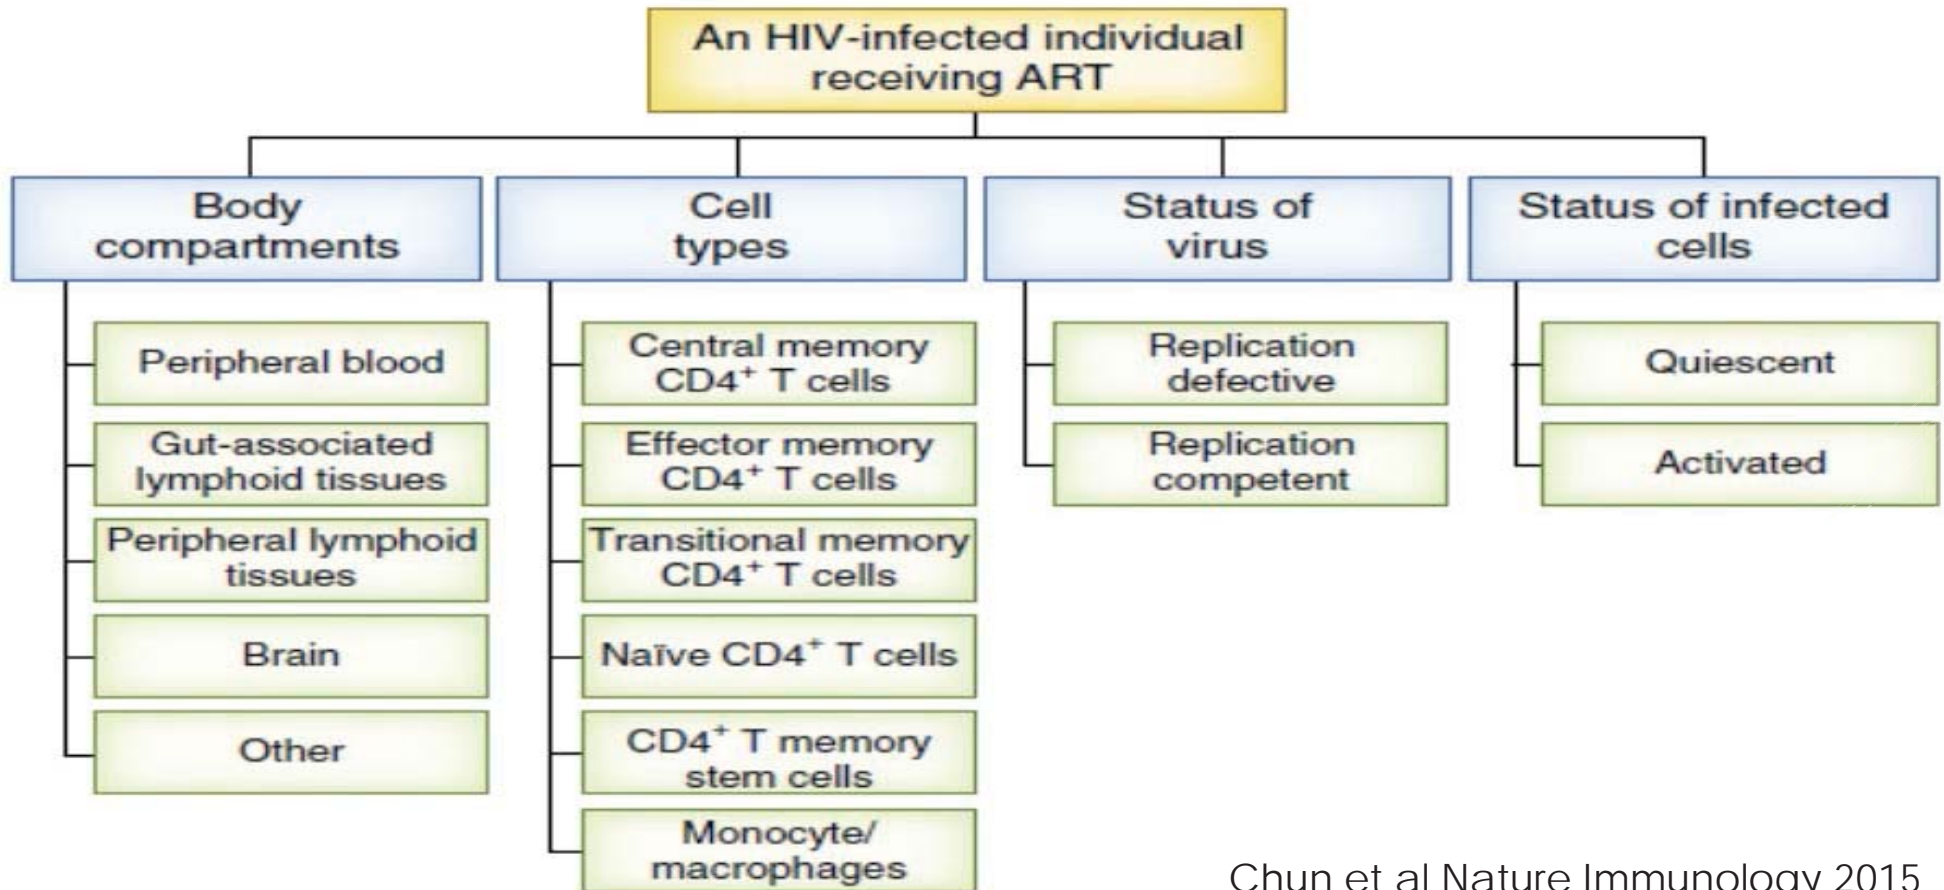 An HIV-infected individual
receiving ART
Body
compartments
Peripheral blood
Gut-associated
lymphoid tissues
Peripheral lymphoid
tissues
Brain
Other
Cell
types
Central memory
CD4⁺ T cells
Effector memory
CD4⁺ T cells
Transitional memory
CD4⁺ T cells
Naïve CD4⁺ T cells
CD4⁺ T memory
stem cells
Monocyte/
macrophages
Status of
virus
Replication
defective
Replication
competent
Status of infected
cells
Quiescent
Activated
Chun et al Nature Immunology 2015